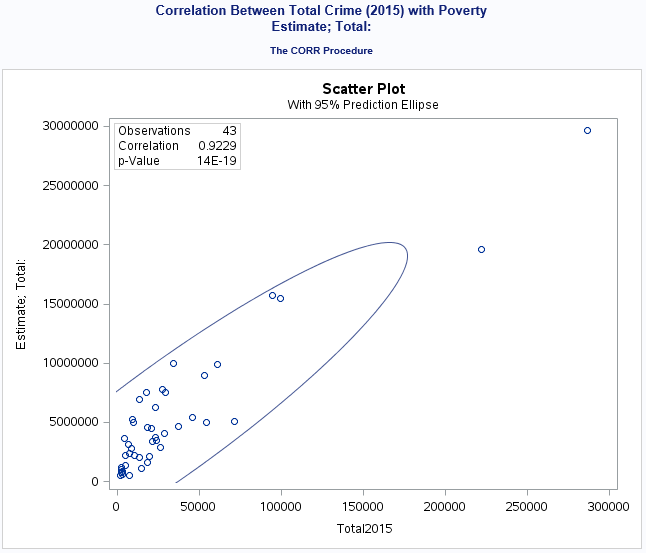 Correlation Between Total Crime (2015) with Poverty
Estimate; Total:
The CORR Procedure
Scatter Plot
With 95% Prediction Ellipse
Observations 43
Correlation 0.9229
p-Value 14E-19
30000000
25000000
20000000
15000000
10000000
5000000
0
Estimate; Total:
0 50000 100000 150000 200000 250000 300000
Total2015